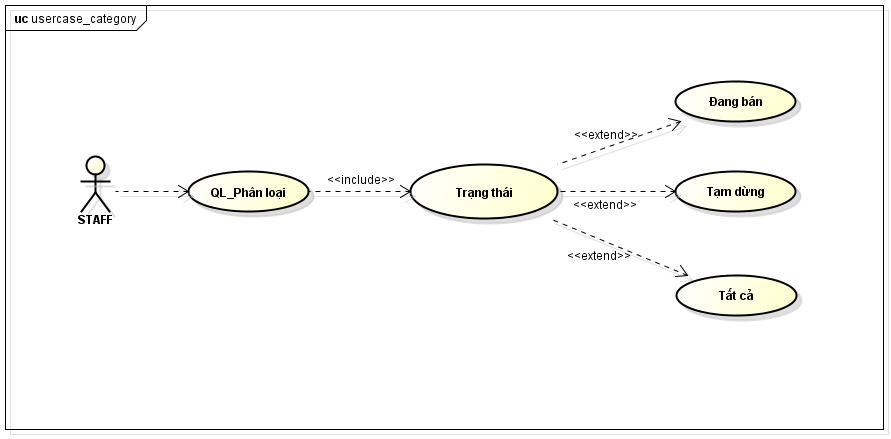 uc usercase_category
Đang bán
<<extend>>
STAFF
QL_Phân loại
<<include>>
Trạng thái
<<extend>>
Tạm dừng
<<extend>>
Tất cả